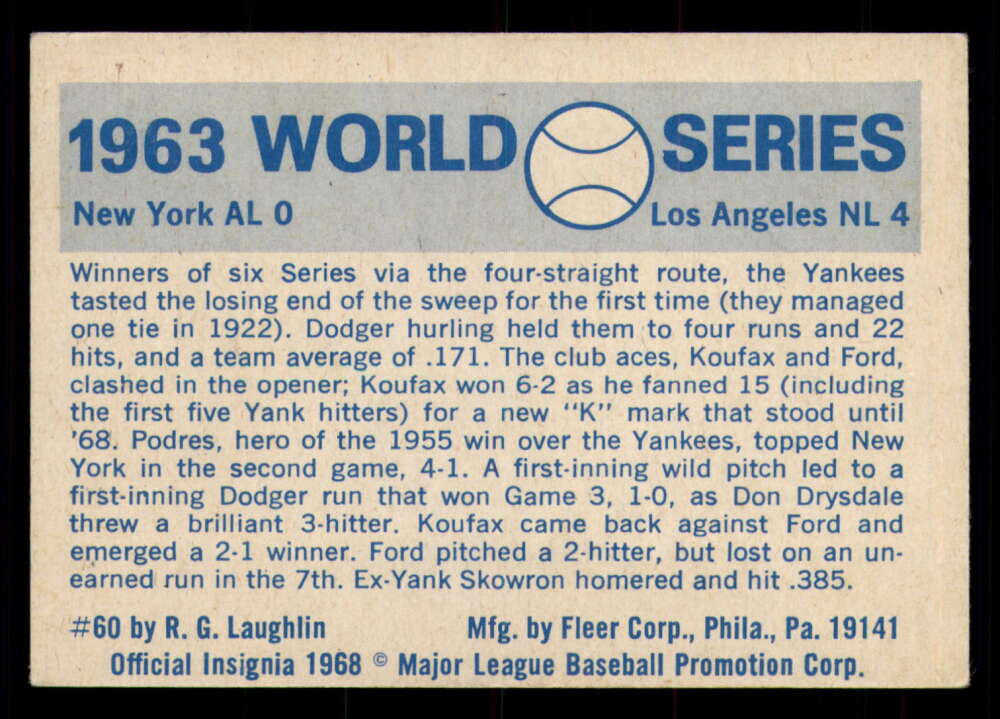 1963 WORLD SERIES
New York AL 0 Los Angeles NL 4
Winners of six Series via the four-straight route, the Yankees
tasted the losing end of the sweep for the first time (they managed
one tie in 1922). Dodger hurling held them to four runs and 22
hits, and a team average of .171. The club aces, Koufax and Ford,
clashed in the opener; Koufax won 6-2 as he fanned 15 (including
the first five Yank hitters) for a new "K" mark that stood until
'68. Podres, hero of the 1955 win over the Yankees, topped New
York in the second game, 4-1. A first-inning wild pitch led to a
first-inning Dodger run that won Game 3, 1-0, as Don Drysdale
threw a brilliant 3-hitter. Koufax came back against Ford and
emerged a 2-1 winner. Ford pitched a 2-hitter, but lost on an un-
earned run in the 7th. Ex-Yank Skowron homered and hit .385.
#60 by R. G. Laughlin Mfg. by Fleer Corp., Phila., Pa. 19141
Official Insignia 1968 © Major League Baseball Promotion Corp.